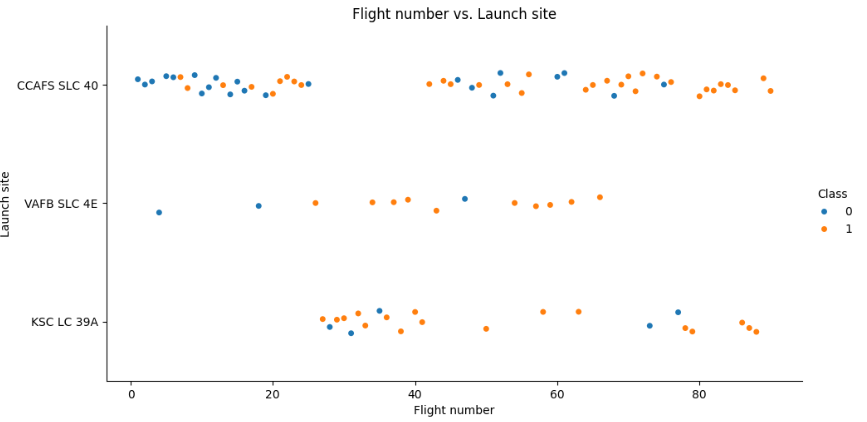 Flight number vs. Launch site
Launch site
CCAFS SLC 40
VAFB SLC 4E
KSC LC 39A
0 20 40 60 80
Flight number
Class
0
1